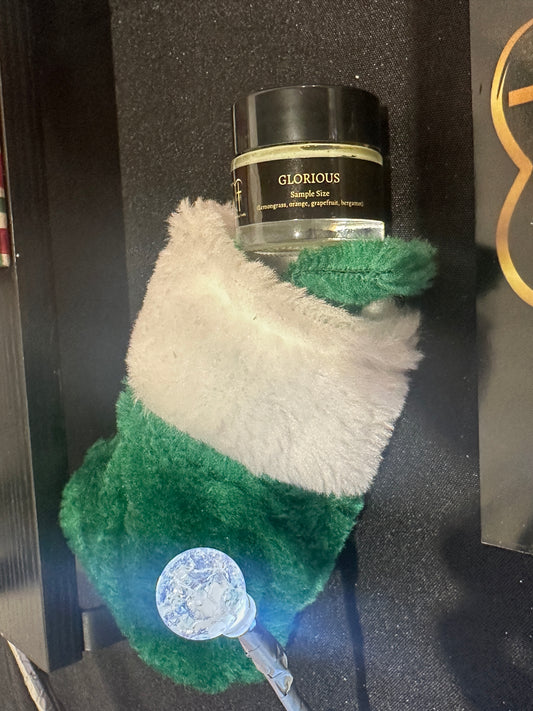 GLORIOUS
Sample Size
(Lemongrass, orange, grapefruit, bergamot)